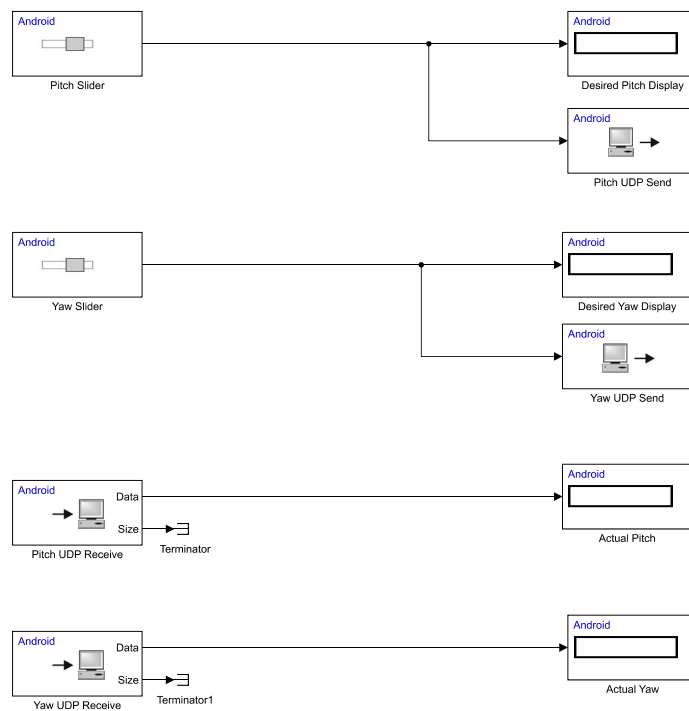 Android
Pitch Slider
Android
Desired Pitch Display
Android
Pitch UDP Send
Android
Yaw Slider
Android
Desired Yaw Display
Android
Yaw UDP Send
Android
Data
Size
Pitch UDP Receive
Terminator
Android
Actual Pitch
Android
Data
Size
Yaw UDP Receive
Terminator1
Android
Actual Yaw